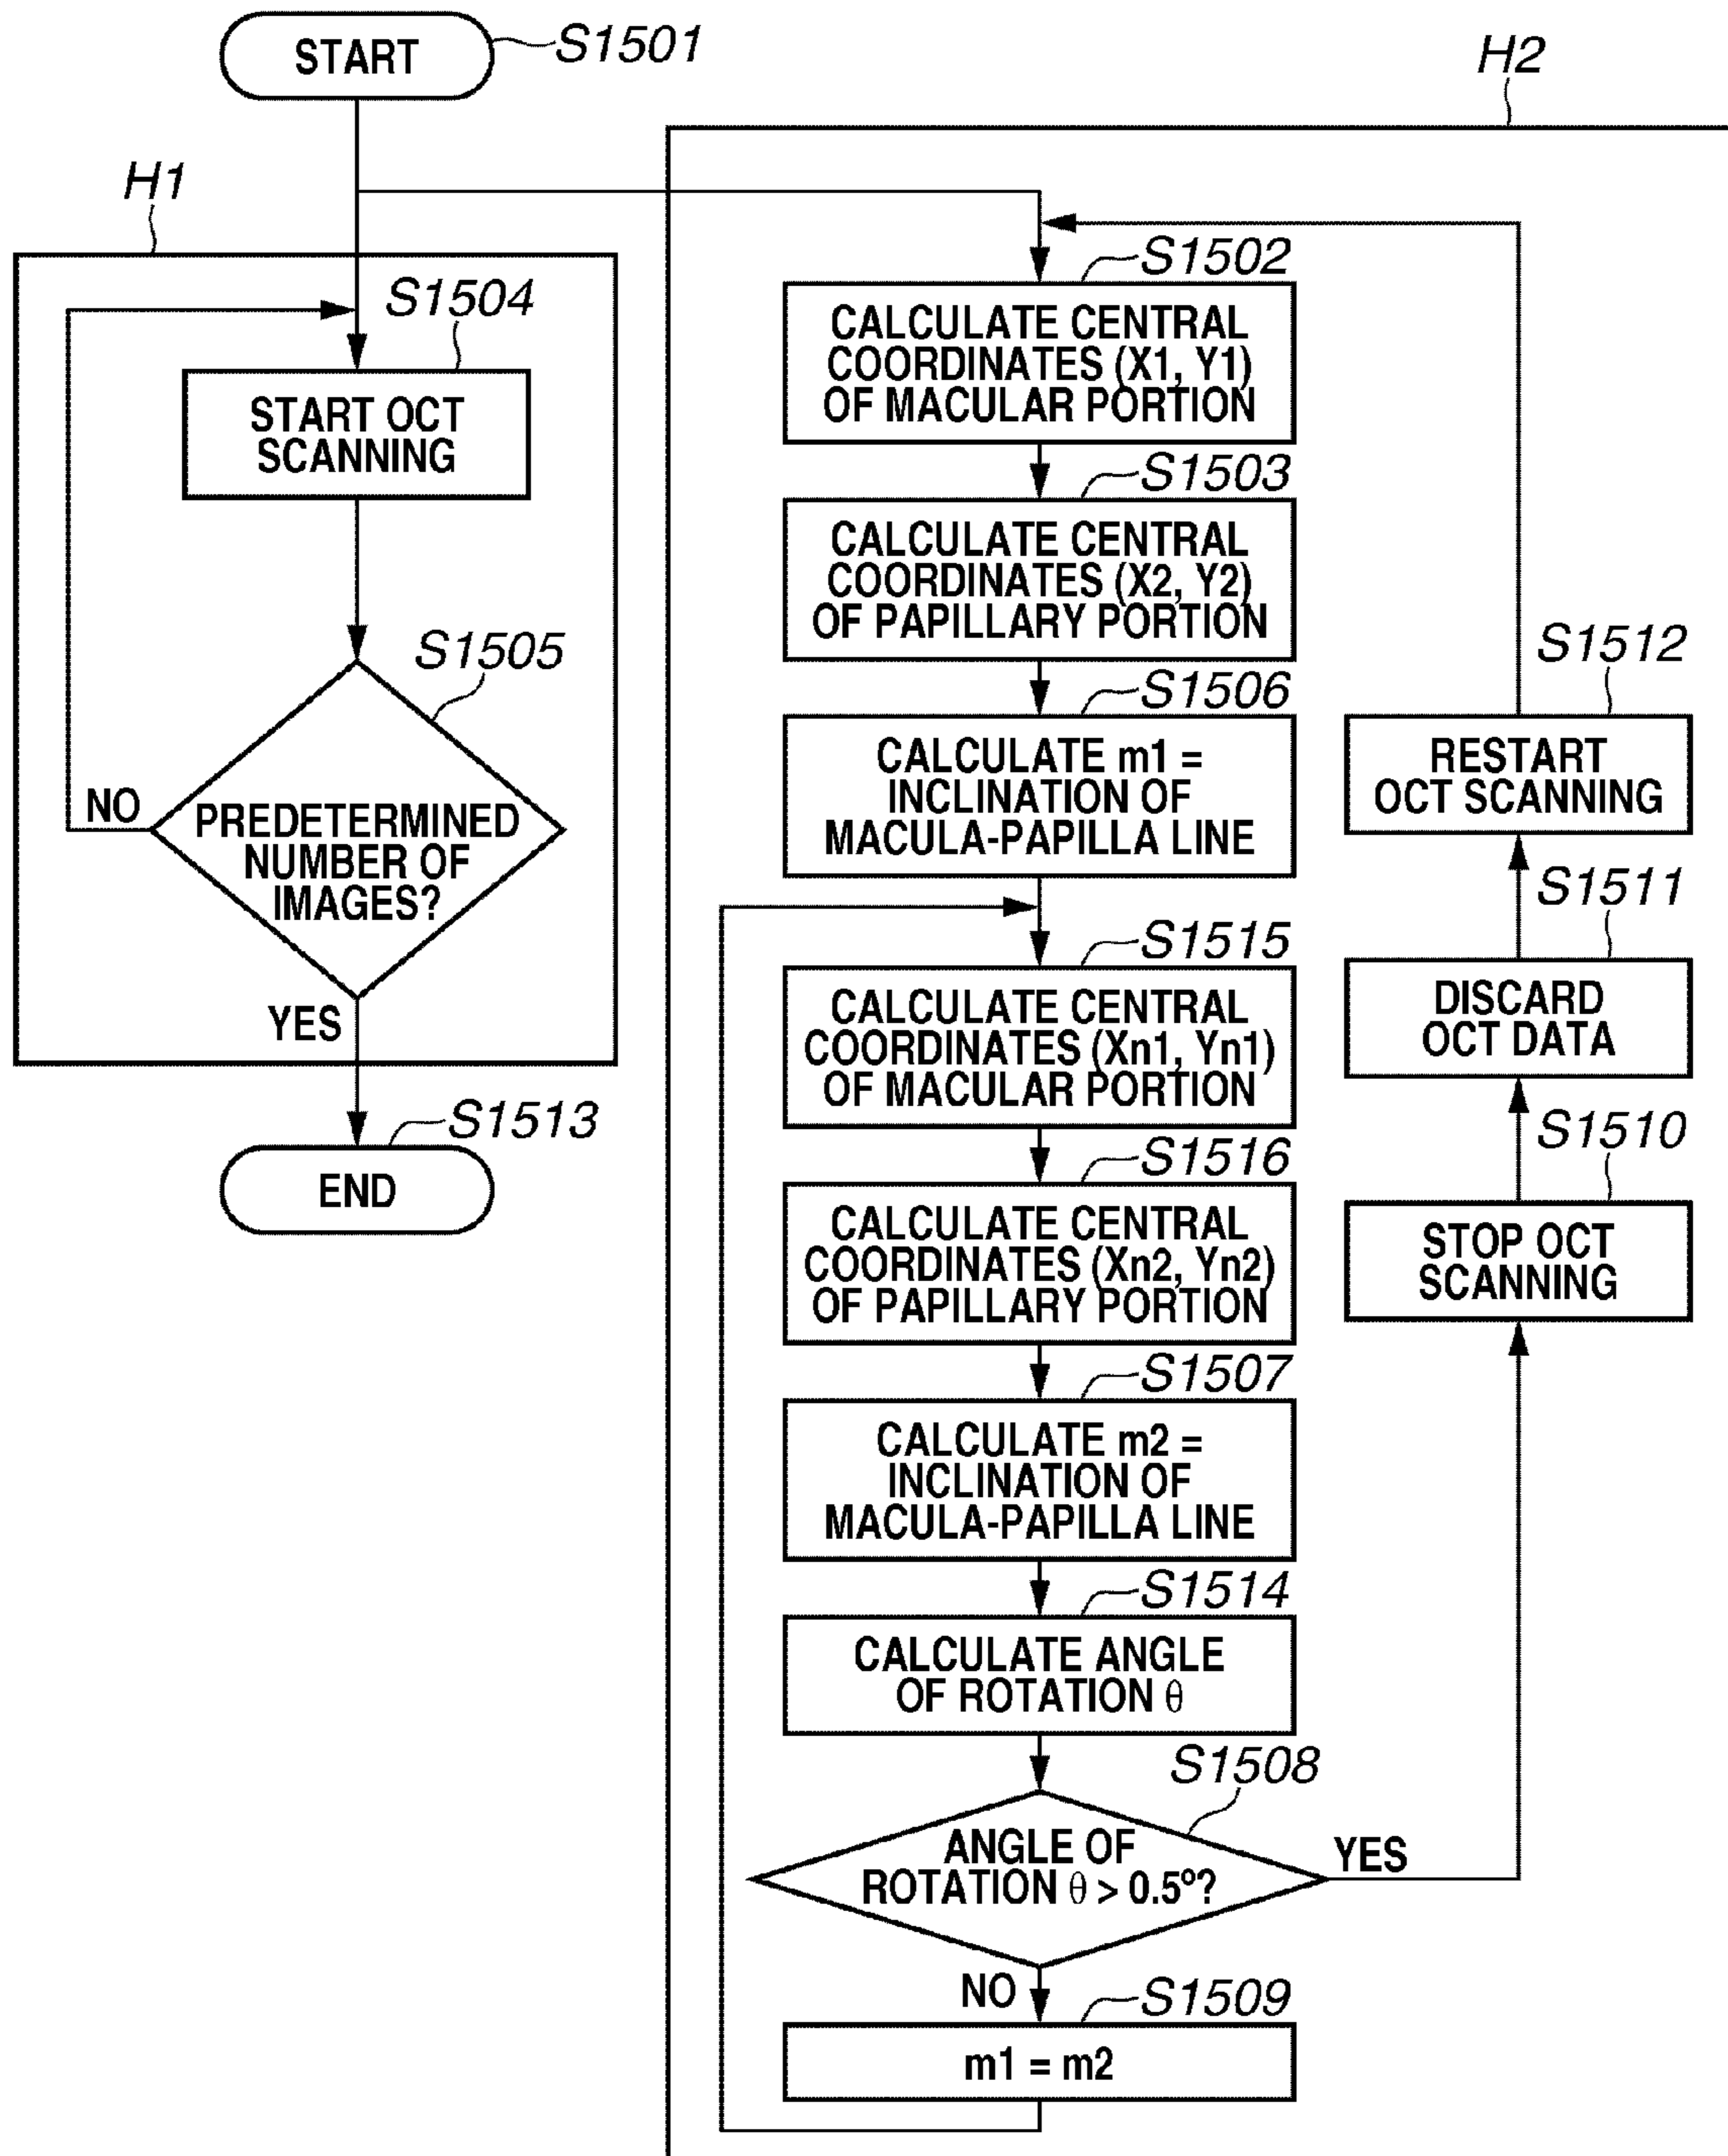 START
S1501
H2
H1
S1504
START OCT
SCANNING
S1505
NO
PREDETERMINED
NUMBER OF
IMAGES?
YES
S1513
END
S1502
CALCULATE CENTRAL
COORDINATES (X1, Y1)
OF MACULAR PORTION
S1503
CALCULATE CENTRAL
COORDINATES (X2, Y2)
OF PAPILLARY PORTION
S1506
CALCULATE m1 =
INCLINATION OF
MACULA-PAPILLA LINE
S1515
CALCULATE CENTRAL
COORDINATES (Xn1, Yn1)
OF MACULAR PORTION
S1516
CALCULATE CENTRAL
COORDINATES (Xn2, Yn2)
OF PAPILLARY PORTION
S1507
CALCULATE m2 =
INCLINATION OF
MACULA-PAPILLA LINE
S1514
CALCULATE ANGLE
OF ROTATION θ
S1508
ANGLE OF
ROTATION θ > 0.5º?
YES
NO
S1509
m1 = m2
S1512
RESTART
OCT SCANNING
S1511
DISCARD
OCT DATA
S1510
STOP OCT
SCANNING